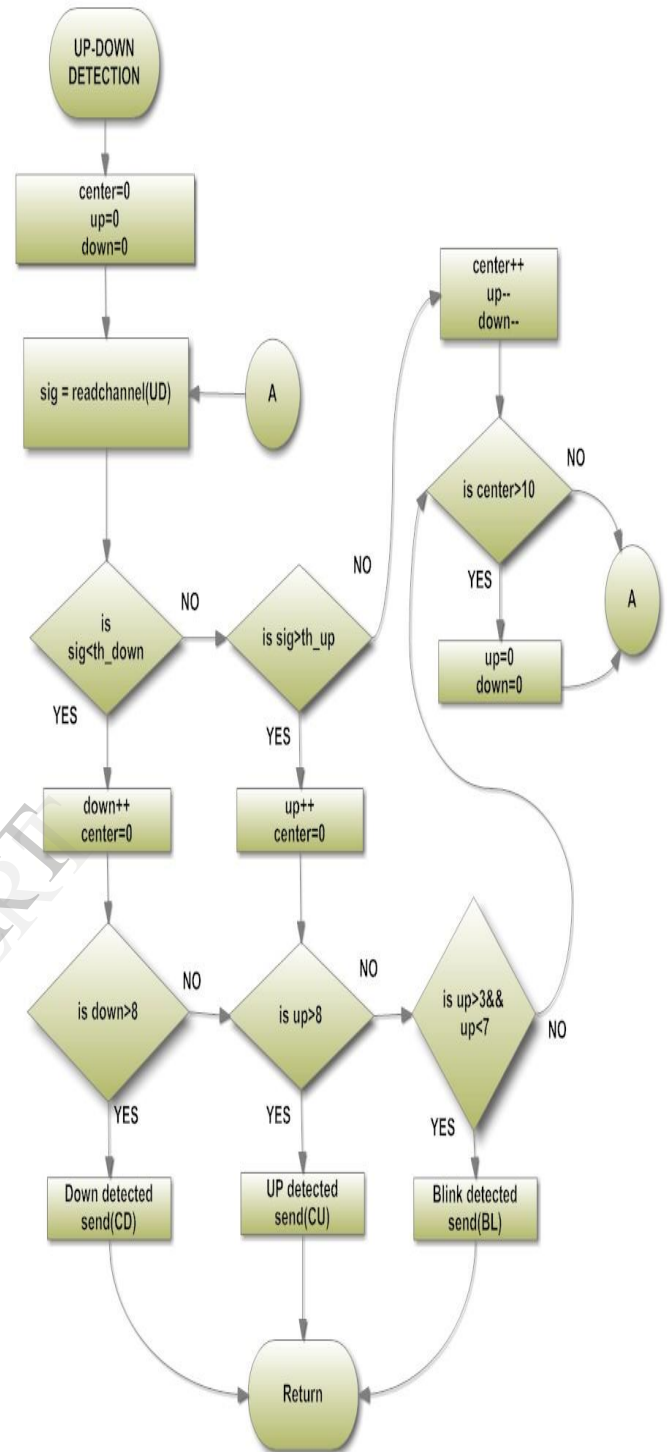 UP-DOWN
DETECTION
center=0
up=0
down=0
sig = readchannel(UD)
A
is
sig<th_down
NO
YES
is sig>th_up
NO
YES
center++
up--
down--
is center>10
NO
YES
A
up=0
down=0
down++
center=0
up++
center=0
is down>8
NO
YES
is up>8
NO
YES
is up>3&&
up<7
NO
YES
Down detected
send(CD)
UP detected
send(CU)
Blink detected
send(BL)
Return